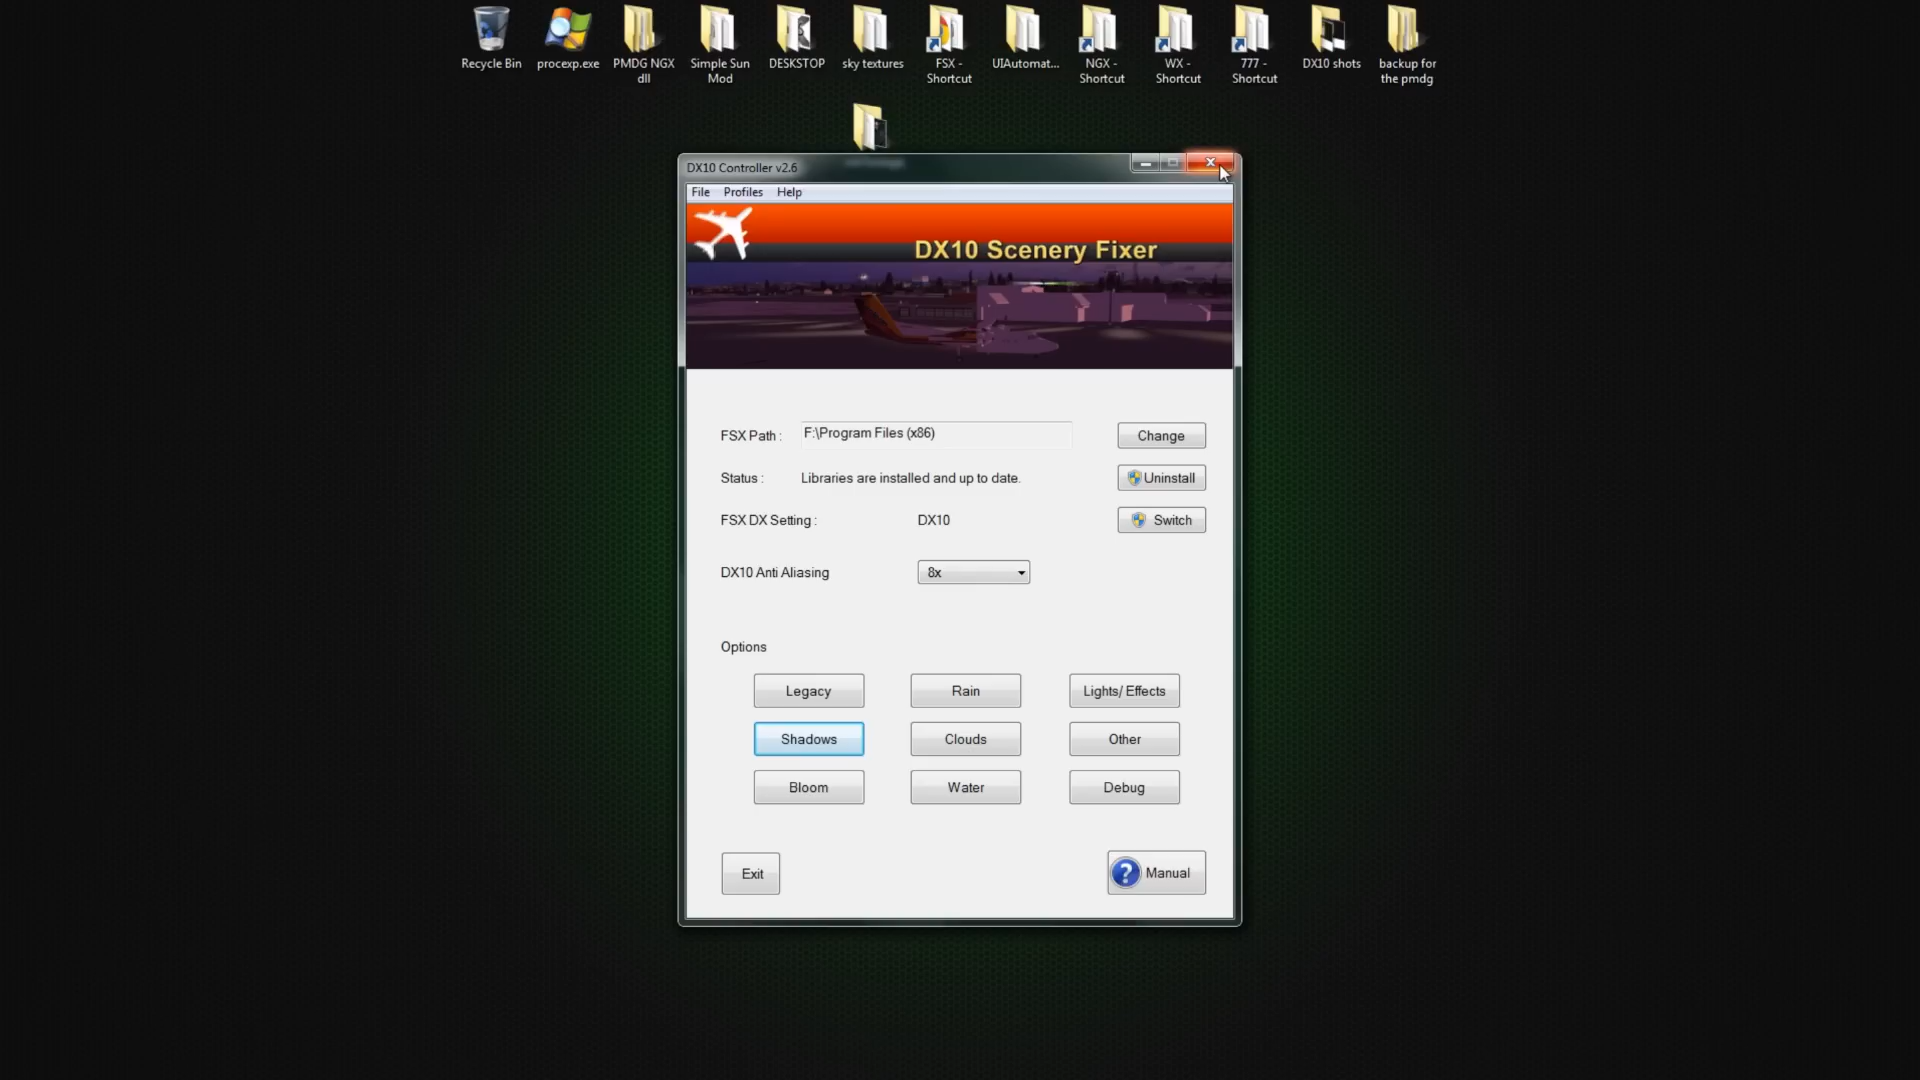 Recycle Bin
procexp.exe
PMDG NGX
dll
Simple Sun
Mod
DESKSTOP
sky textures
FSX -
Shortcut
UIAutomat...
NGX -
Shortcut
WX -
Shortcut
777 -
Shortcut
DX10 shots
backup for
the pmdg
DX10 Controller v2.6
File Profiles Help
DX10 Scenery Fixer
FSX Path : F:\Program Files (x86) Change
Status : Libraries are installed and up to date. Uninstall
FSX DX Setting : DX10 Switch
DX10 Anti Aliasing 8x
Options
Legacy Rain Lights/ Effects
Shadows Clouds Other
Bloom Water Debug
Exit ? Manual